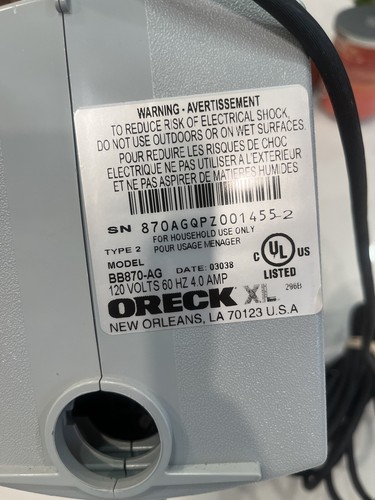 WARNING - AVERTISSEMENT
TO REDUCE RISK OF ELECTRICAL SHOCK,
DO NOT USE OUTDOORS OR ON WET SURFACES
POUR REDUIRE LES RISQUES DE CHOC
ELECTRIQUE NE PAS UTILISER A L'EXTERIEUR
ET NE PAS ASPIRER DE MATIERES HUMIDES
SN 870AGQPZ001455-2
FOR HOUSEHOLD USE ONLY
TYPE 2 POUR USAGE MENAGER
MODEL
BB870-AG DATE: 03038
120 VOLTS 60 HZ 4.0 AMP
C UL US
LISTED
296B
ORECK XL
NEW ORLEANS, LA 70123 U.S.A